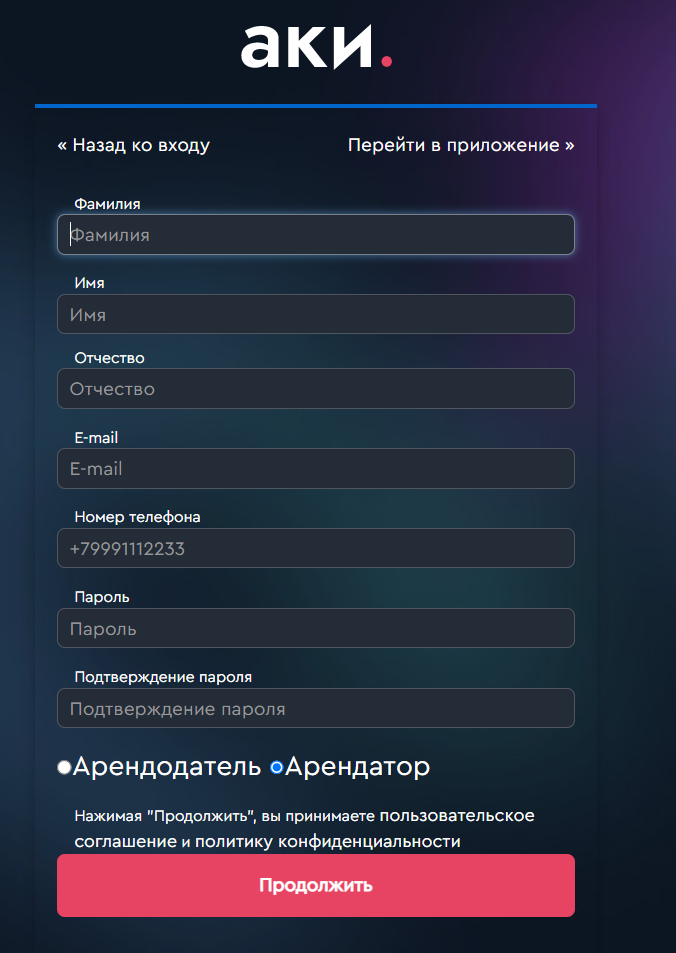 аки.
« Назад ко входу
Перейти в приложение »
Фамилия
Фамилия
Имя
Имя
Отчество
Отчество
E-mail
E-mail
Номер телефона
+79991112233
Пароль
Пароль
Подтверждение пароля
Подтверждение пароля
Арендодатель Арендатор
Нажимая "Продолжить", вы принимаете пользовательское
соглашение и политику конфиденциальности
Продолжить